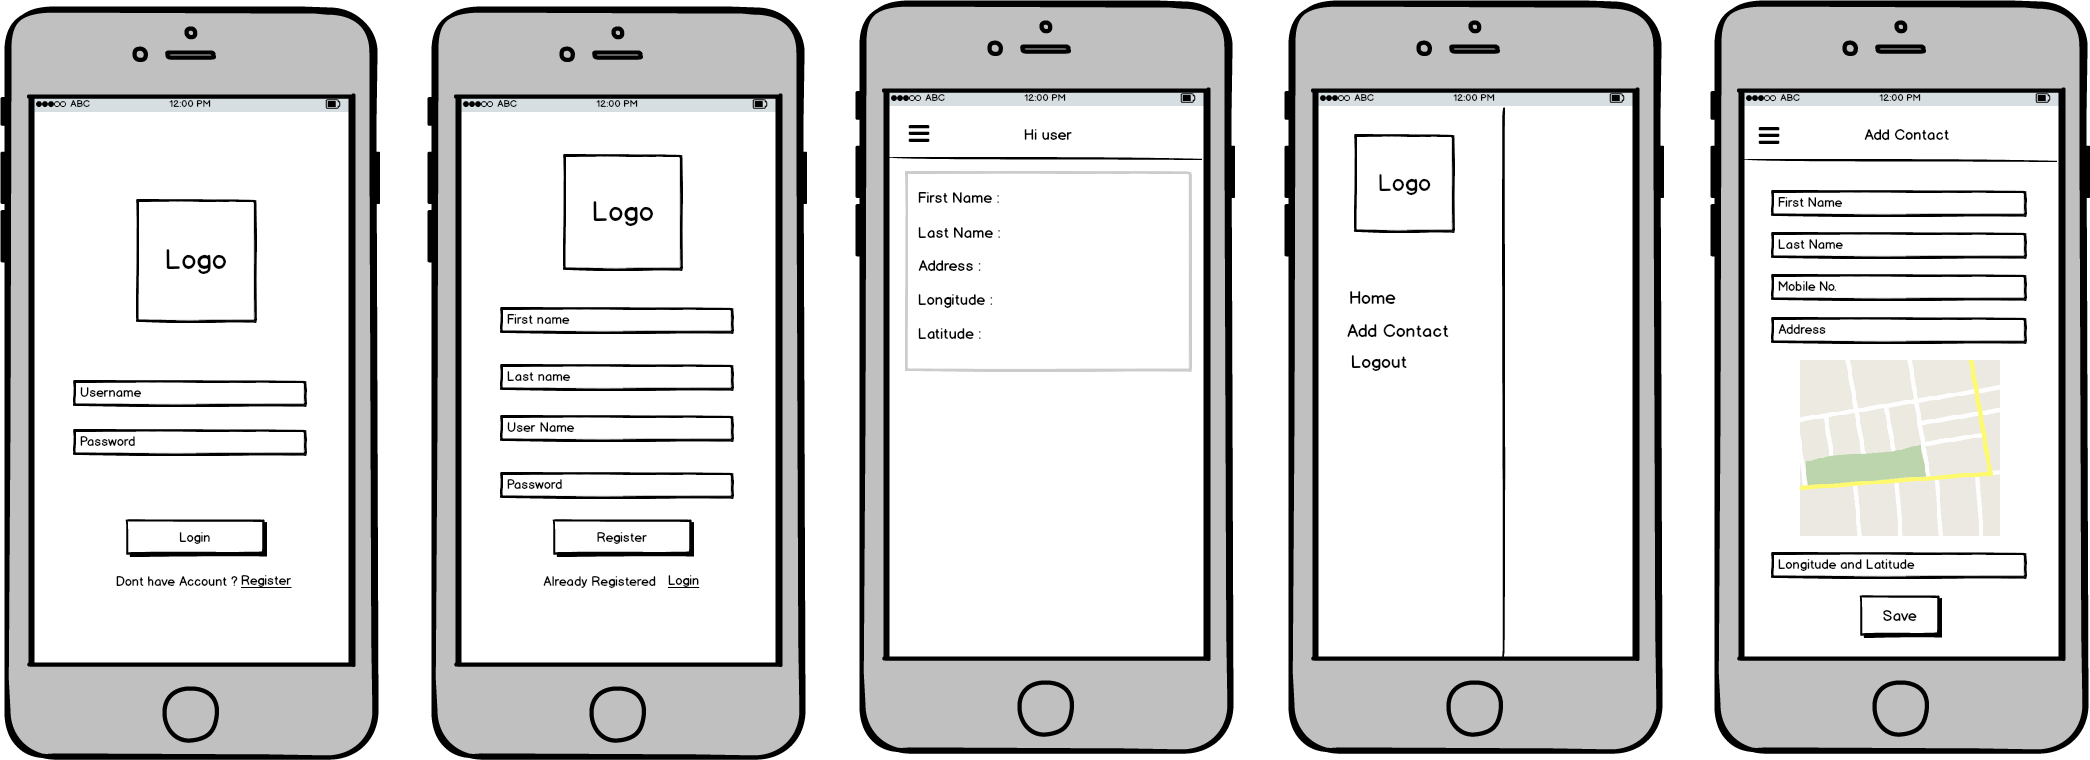 ABC 12:00 PM
Logo
Username
Password
Login
Dont have Account ? Register
ABC 12:00 PM
Logo
First name
Last name
User Name
Password
Register
Already Registered Login
ABC 12:00 PM
Hi user
First Name :
Last Name :
Address :
Longitude :
Latitude :
ABC 12:00 PM
Logo
Home
Add Contact
Logout
ABC 12:00 PM
Add Contact
First Name
Last Name
Mobile No.
Address
Longitude and Latitude
Save